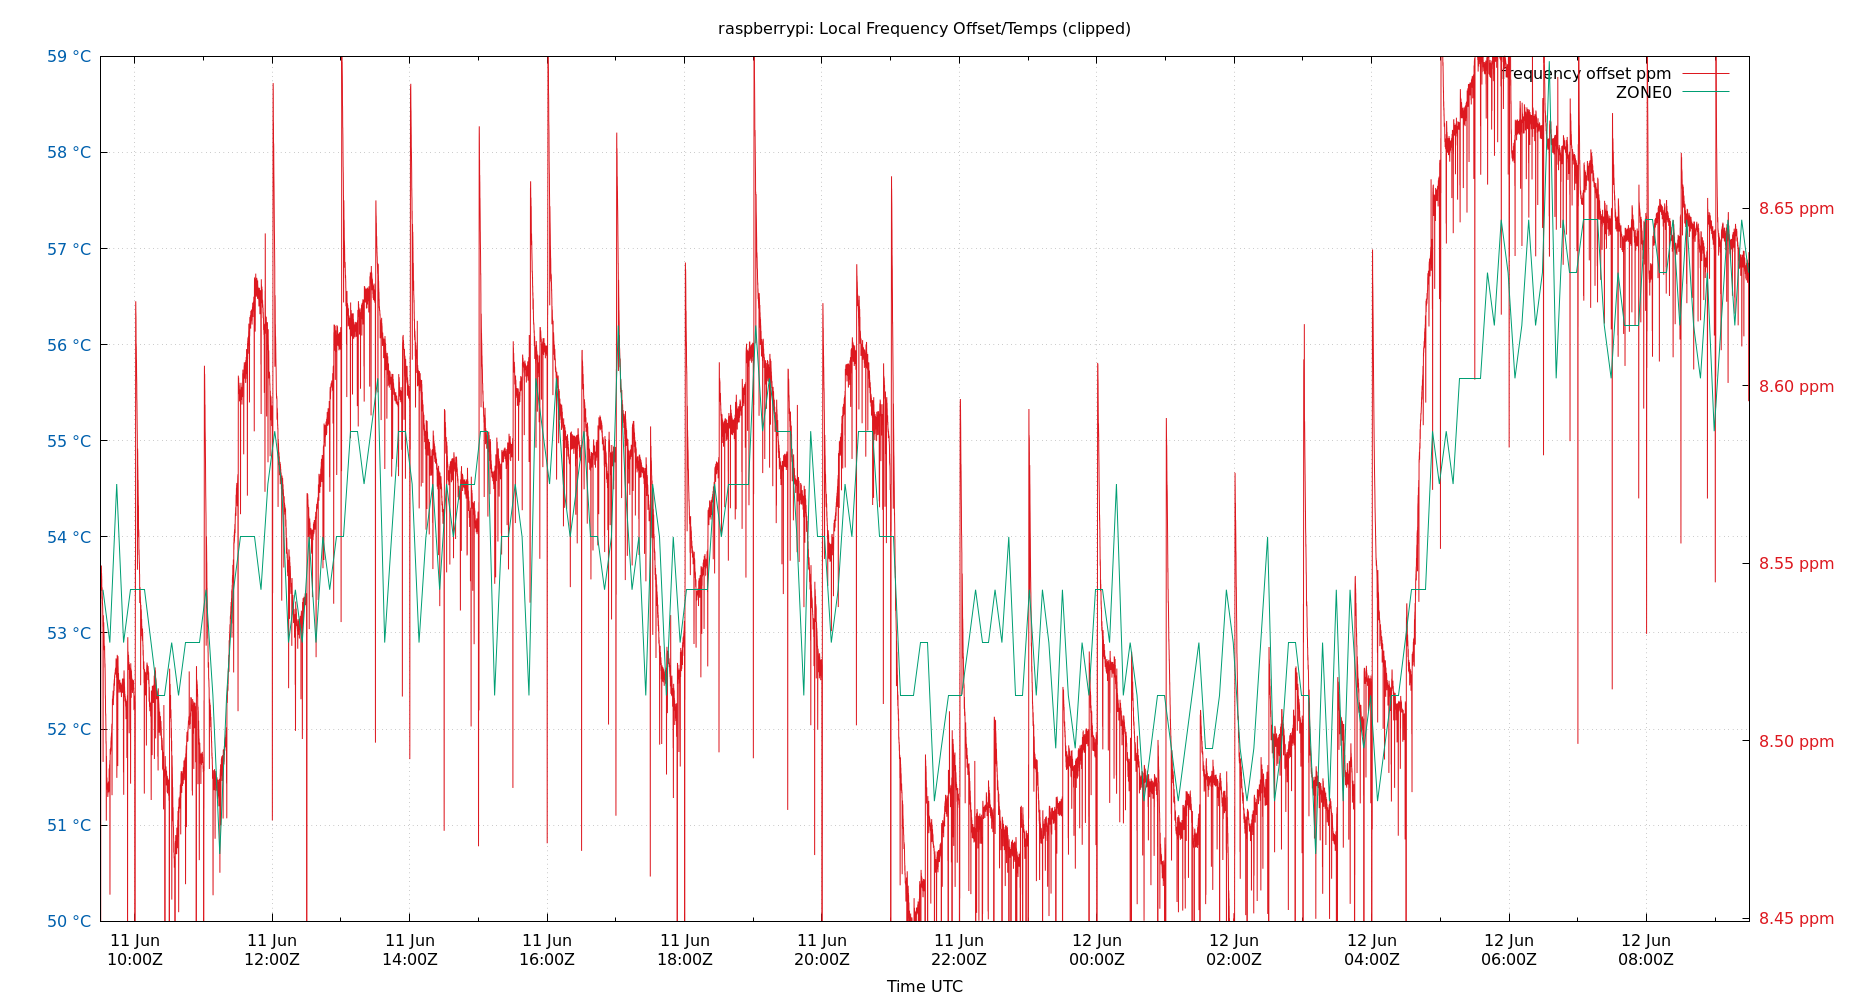 raspberrypi: Local Frequency Offset/Temps (clipped)
59 °C
58 °C
57 °C
56 °C
55 °C
54 °C
53 °C
52 °C
51 °C
50 °C
frequency offset ppm
ZONE0
8.65 ppm
8.60 ppm
8.55 ppm
8.50 ppm
8.45 ppm
11 Jun 11 Jun 11 Jun 11 Jun 11 Jun 11 Jun 11 Jun 12 Jun 12 Jun 12 Jun 12 Jun 12 Jun
10:00Z 12:00Z 14:00Z 16:00Z 18:00Z 20:00Z 22:00Z 00:00Z 02:00Z 04:00Z 06:00Z 08:00Z
Time UTC